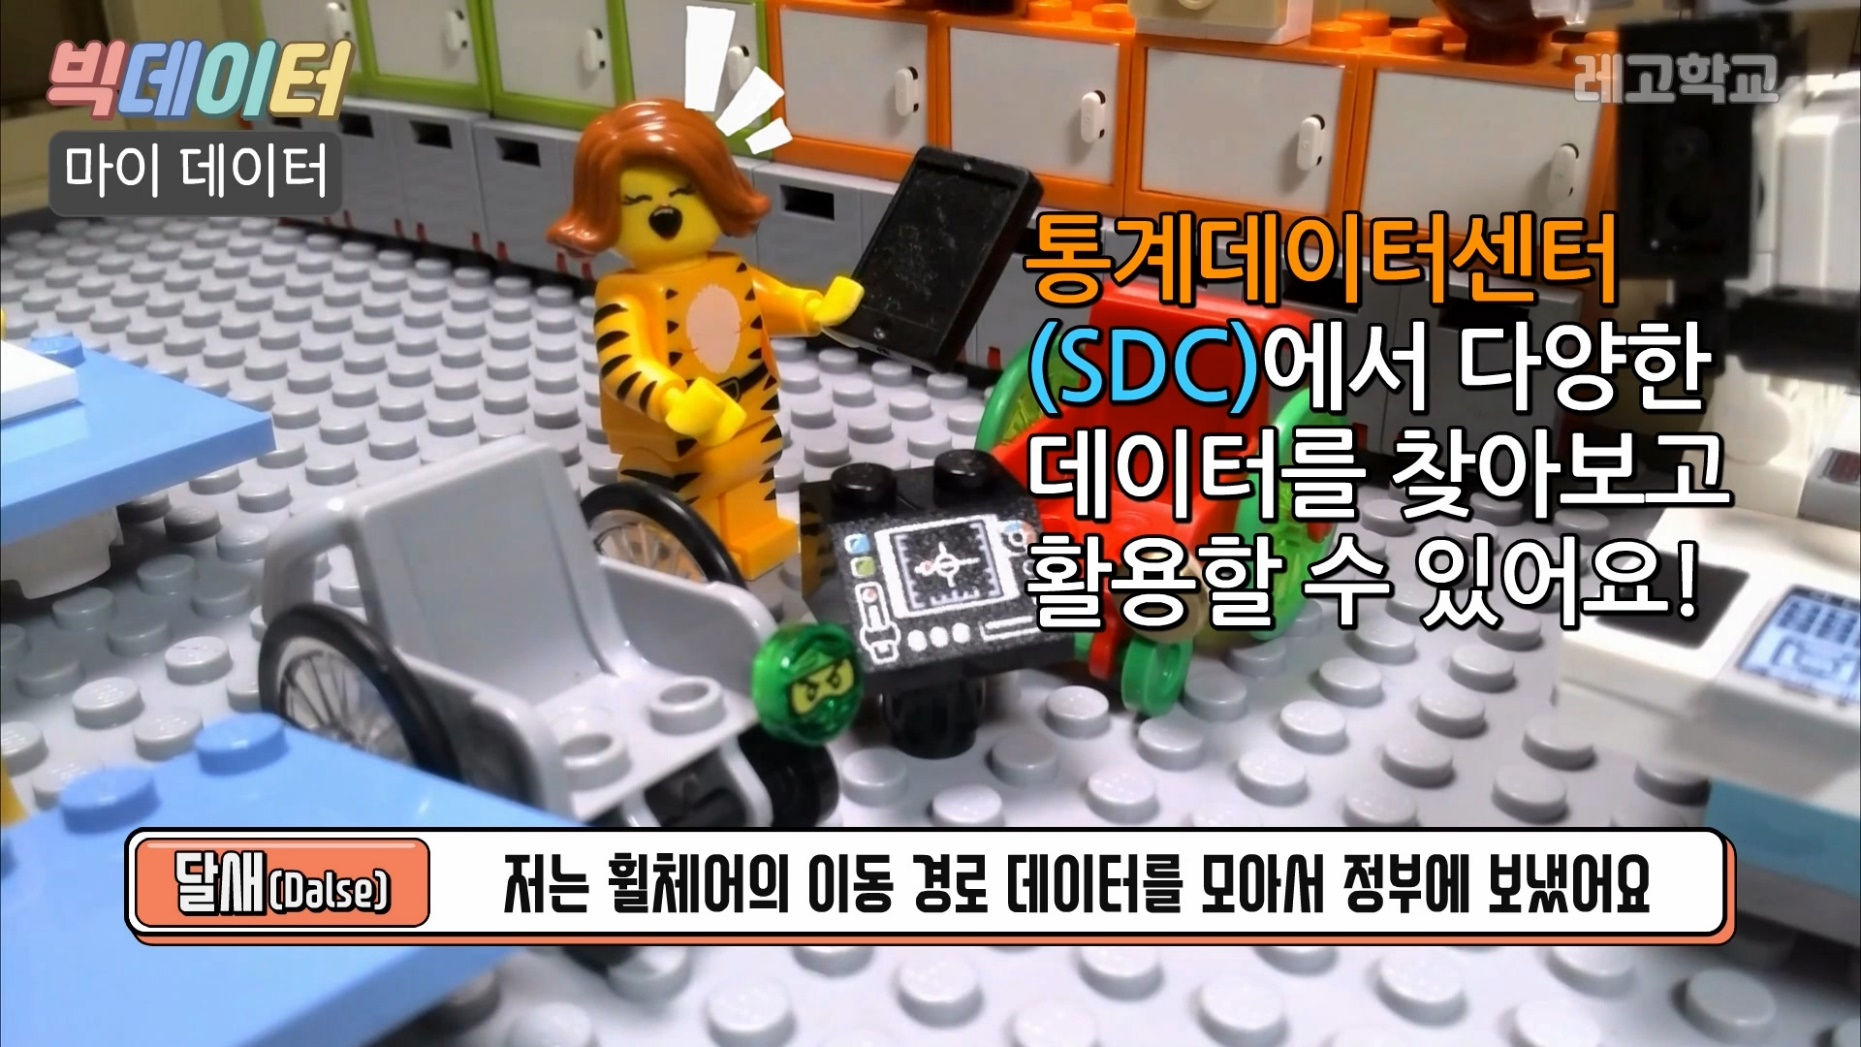 빅데이터
마이 데이터
레고학교
통계데이터센터
(SDC)에서 다양한
데이터를 찾아보고
활용할 수 있어요!
달새(Dalse)
저는 휠체어의 이동 경로 데이터를 모아서 정부에 보냈어요